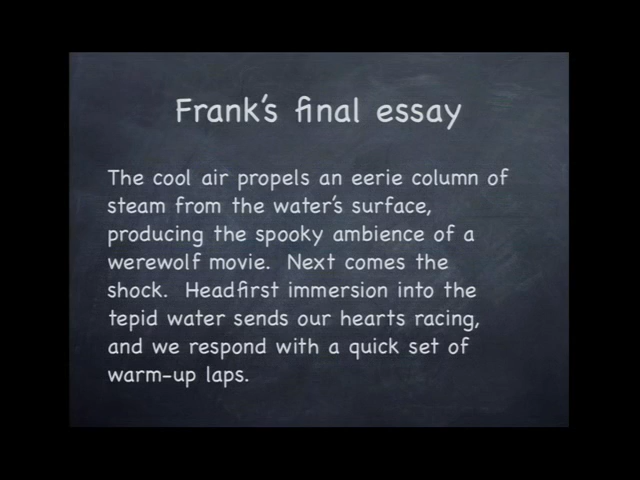 Frank's final essay
The cool air propels an eerie column of
steam from the water's surface,
producing the spooky ambience of a
werewolf movie.  Next comes the
shock.  Headfirst immersion into the
tepid water sends our hearts racing,
and we respond with a quick set of
warm-up laps.